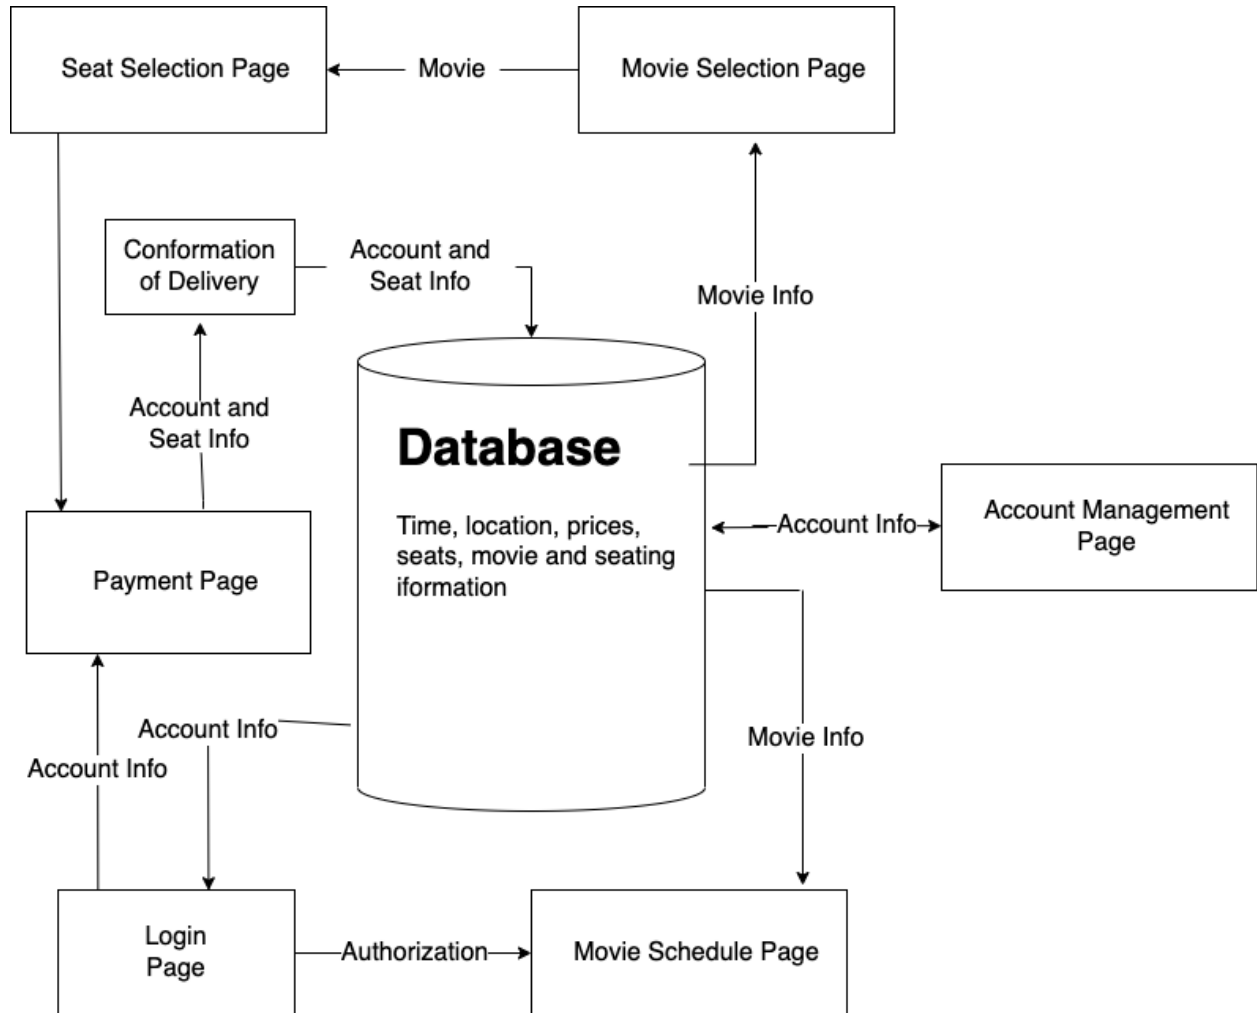 Seat Selection Page
Movie
Movie Selection Page
Conformation
of Delivery
Account and
Seat Info
Movie Info
Account and
Seat Info
Database
Time, location, prices,
seats, movie and seating
iformation
Account Info
Account Management
Page
Payment Page
Account Info
Account Info
Movie Info
Login
Page
Authorization
Movie Schedule Page